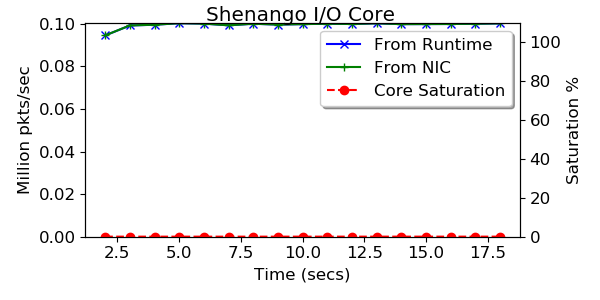 Shenango I/O Core
0.10
0.08
0.06
0.04
0.02
0.00
Million pkts/sec
From Runtime
From NIC
Core Saturation
100
80
60
40
20
0
Saturation %
2.5 5.0 7.5 10.0 12.5 15.0 17.5
Time (secs)